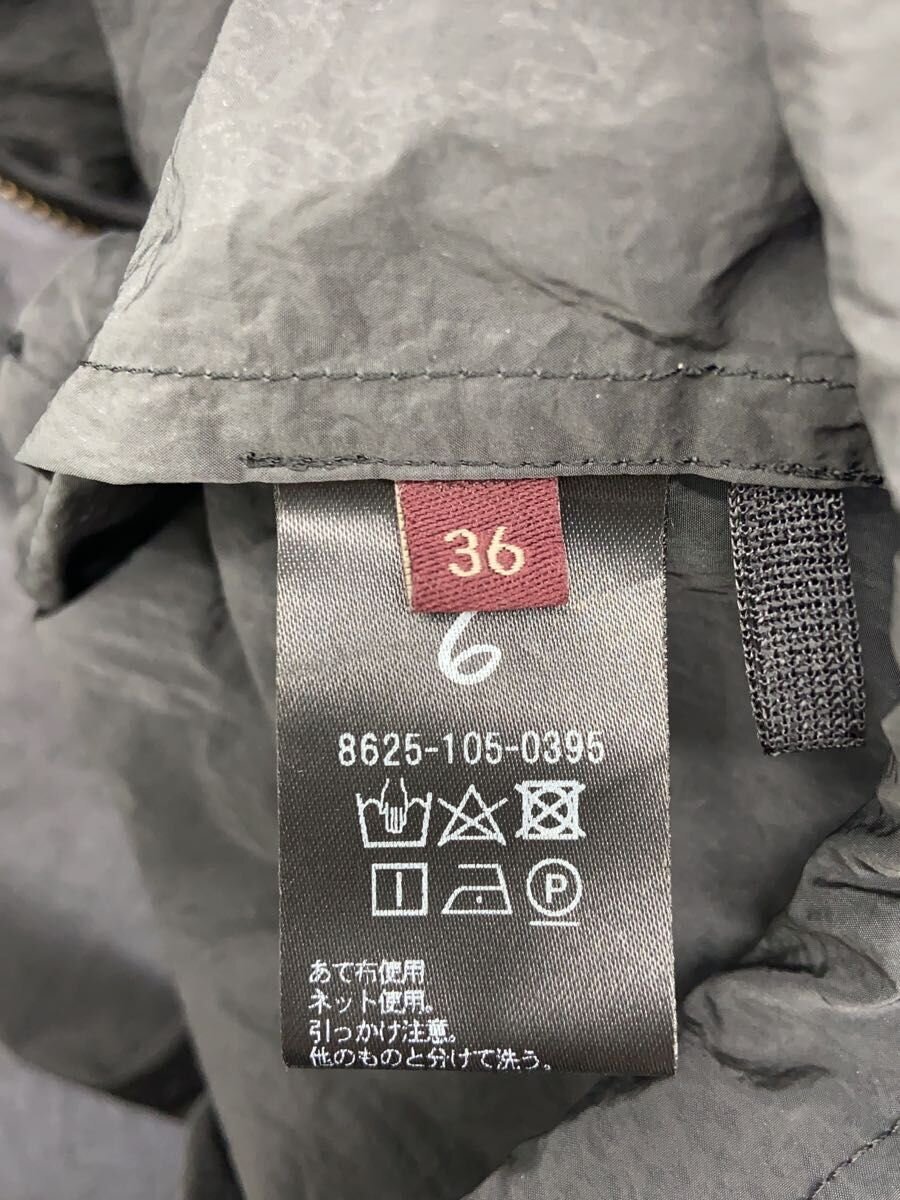 36
6
8625-105-0395
P
あて布使用
ネット使用。
引っかけ注意。
他のものと分けて洗う。